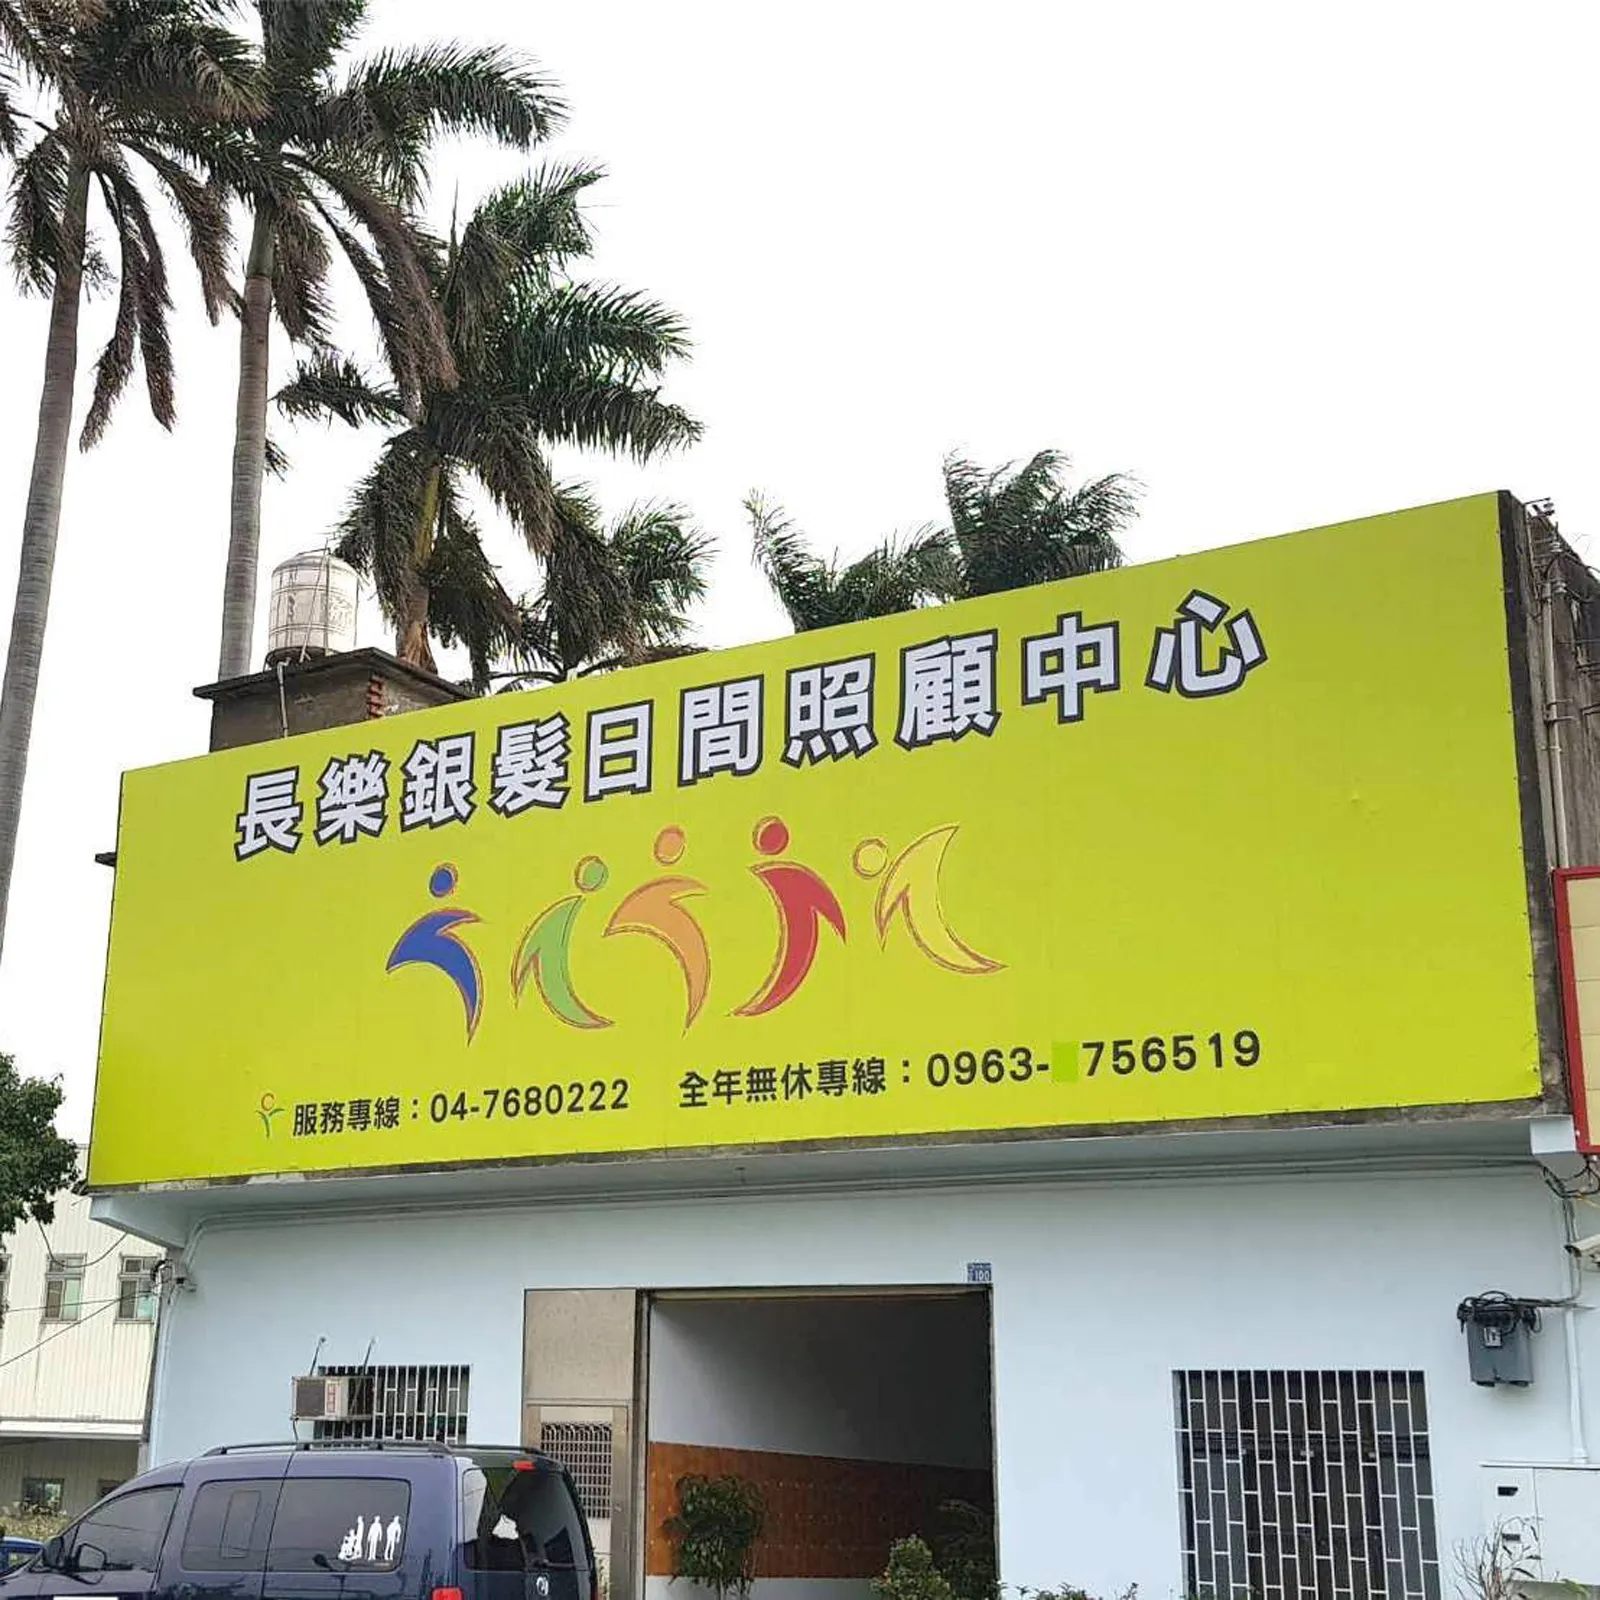 長樂銀髮日間照顧中心
服務專線：04-7680222
全年無休專線：0963-756519
100